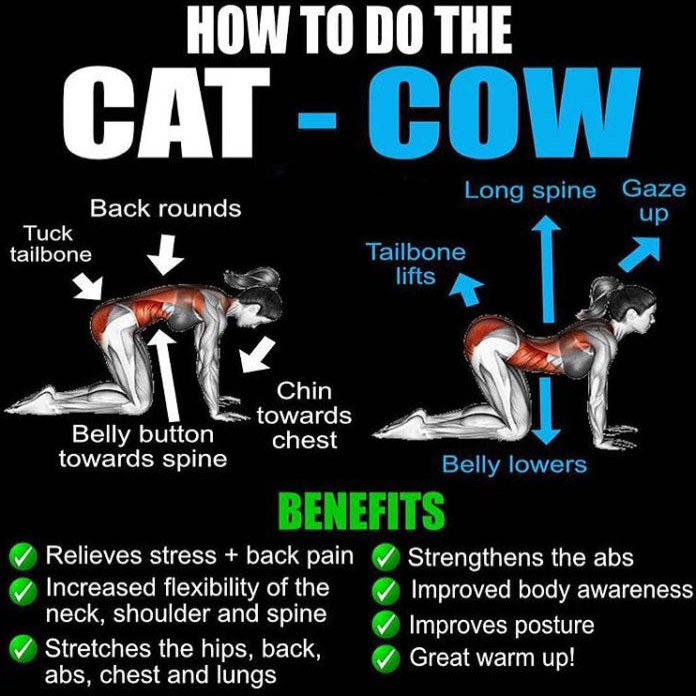 HOW TO DO THE
CAT - COW
Back rounds
Tuck
tailbone
Belly button
towards spine
Chin
towards
chest
Long spine
Gaze
up
Tailbone
lifts
Belly lowers
BENEFITS
Relieves stress + back pain
Increased flexibility of the
neck, shoulder and spine
Stretches the hips, back,
abs, chest and lungs
Strengthens the abs
Improved body awareness
Improves posture
Great warm up!